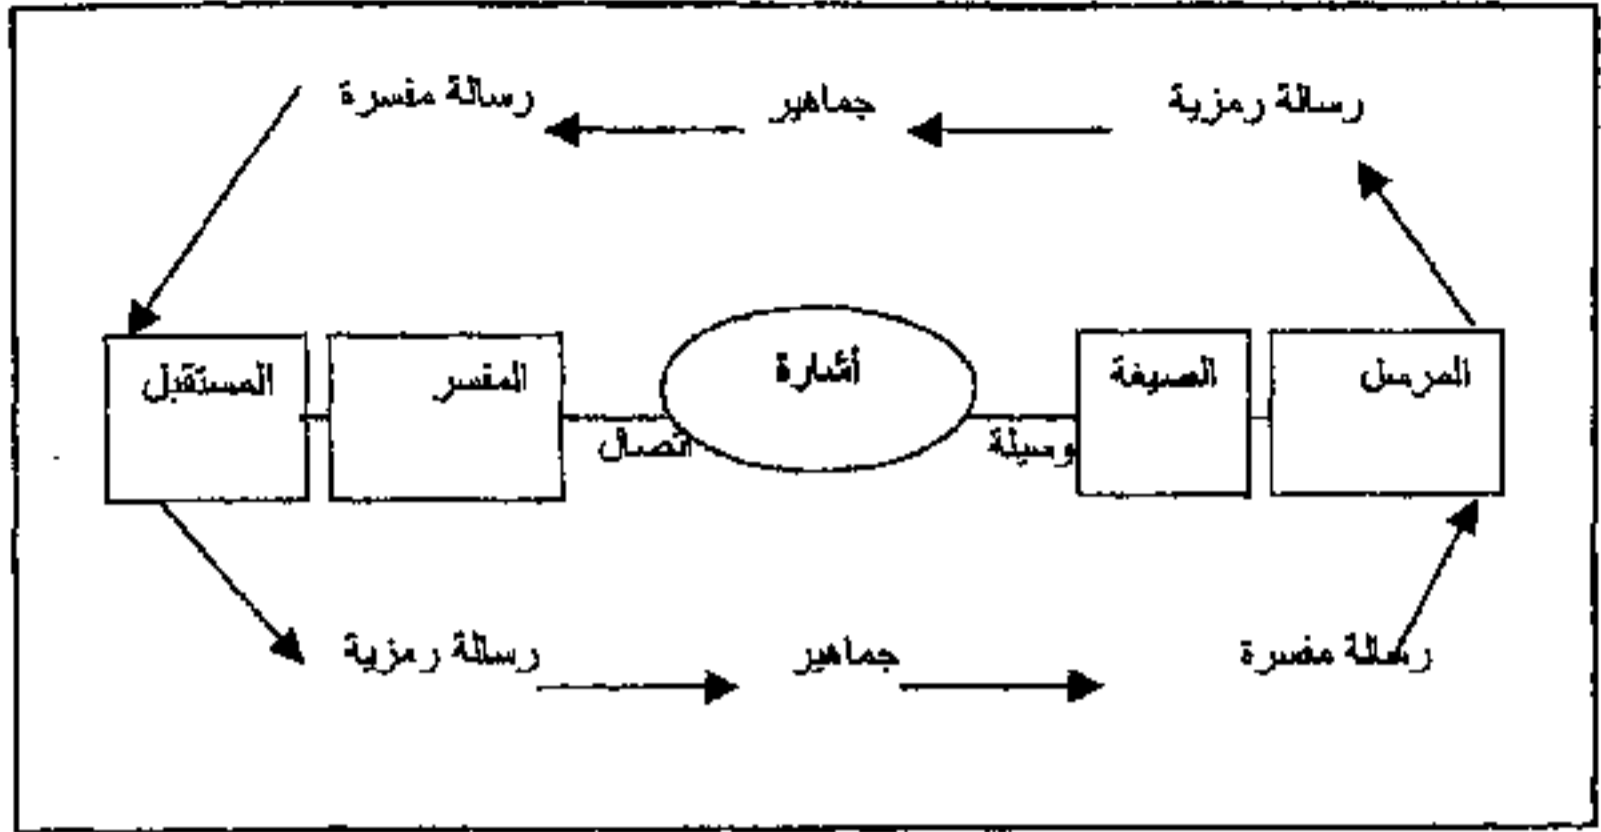 رسالة رمزية جماهير رسالة مفسرة
المرسل الصيغة أشارة المفسر المستقبل
وسيلة اتصال
رسالة رمزية جماهير رسالة مفسرة